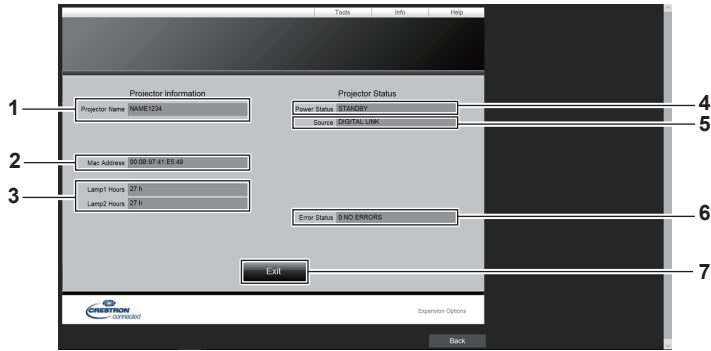 Tools Info Help
Projector Information
Projector Status
1
Projector Name NAME1234
Power Status STANDBY
4
Source DIGITAL LINK
5
2
Mac Address 00:0B:97:41:E5:49
3
Lamp1 Hours 27 h
Lamp2 Hours 27 h
Error Status 0:NO ERRORS
6
Exit
7
CRESTRON
connected
Expansion Options
Back